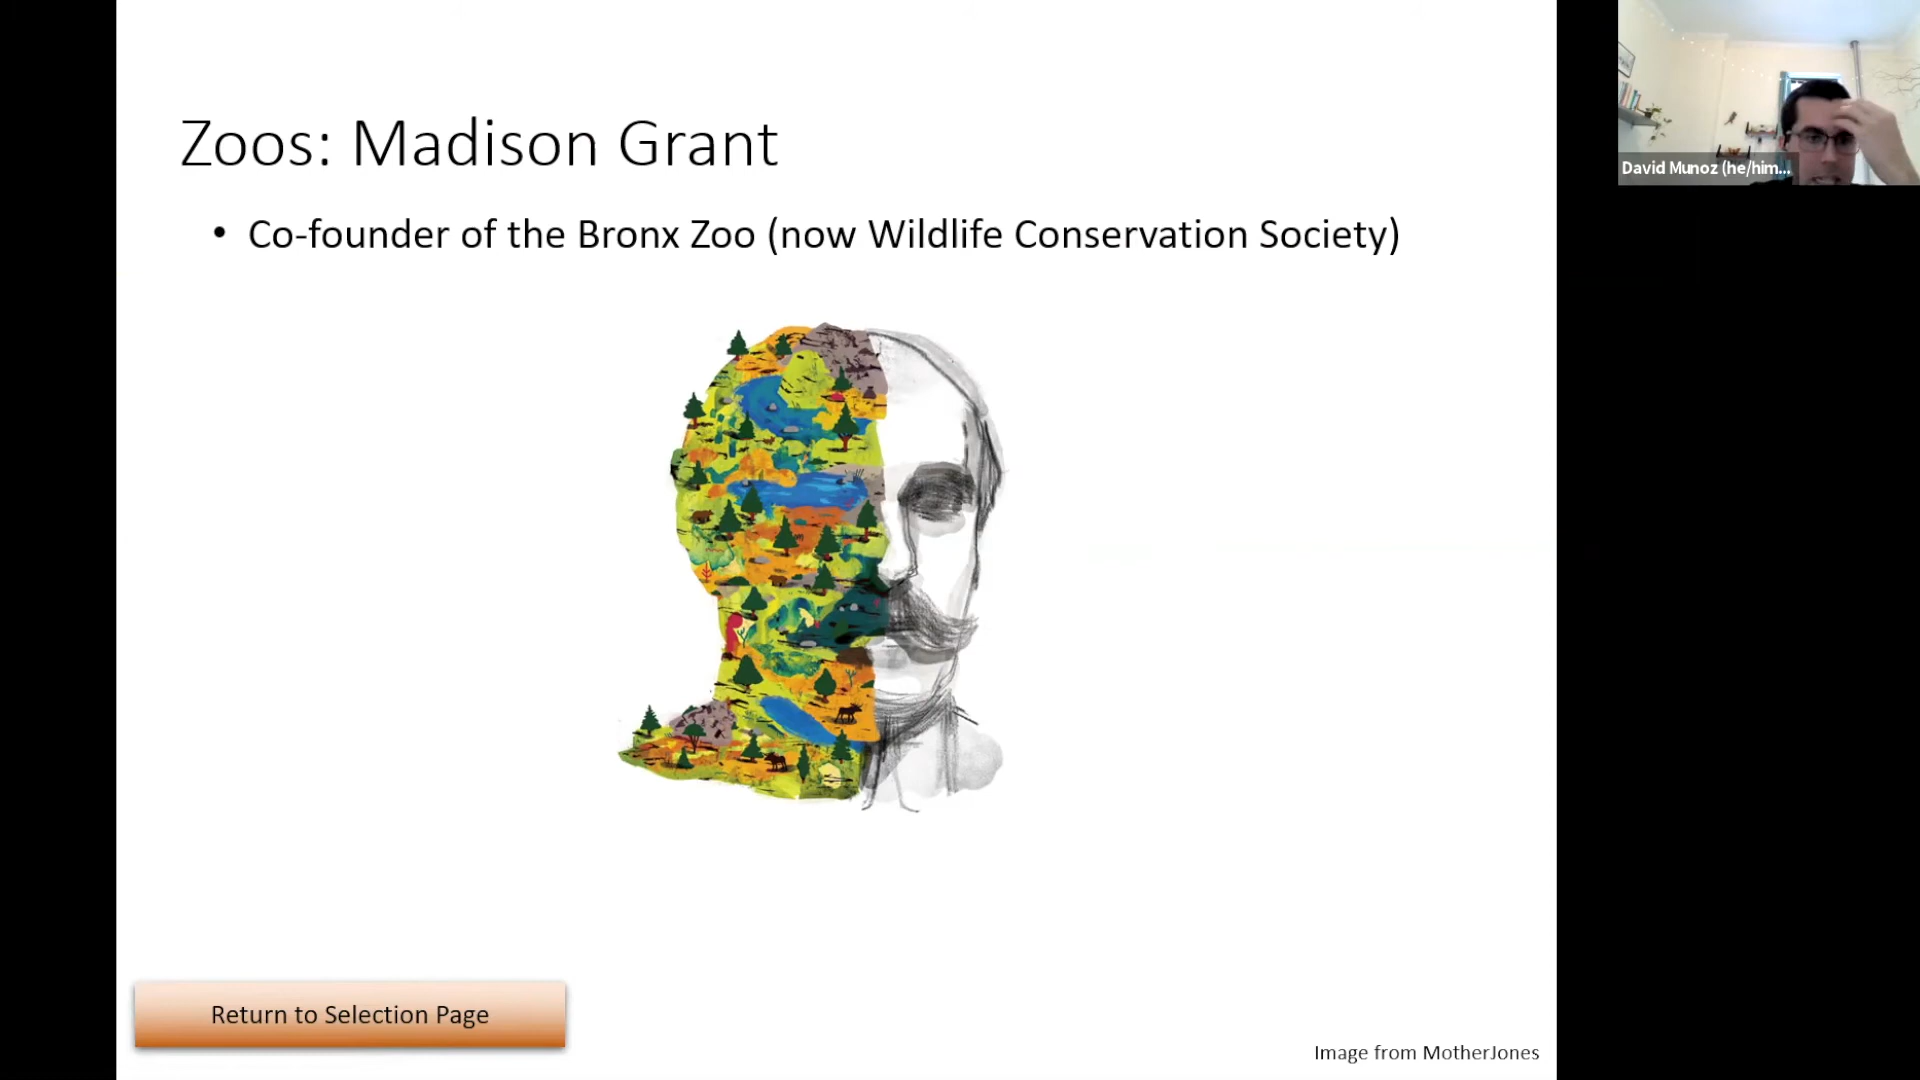 Zoos: Madison Grant
• Co-founder of the Bronx Zoo (now Wildlife Conservation Society)
Return to Selection Page
Image from MotherJones
David Munoz (he/him...